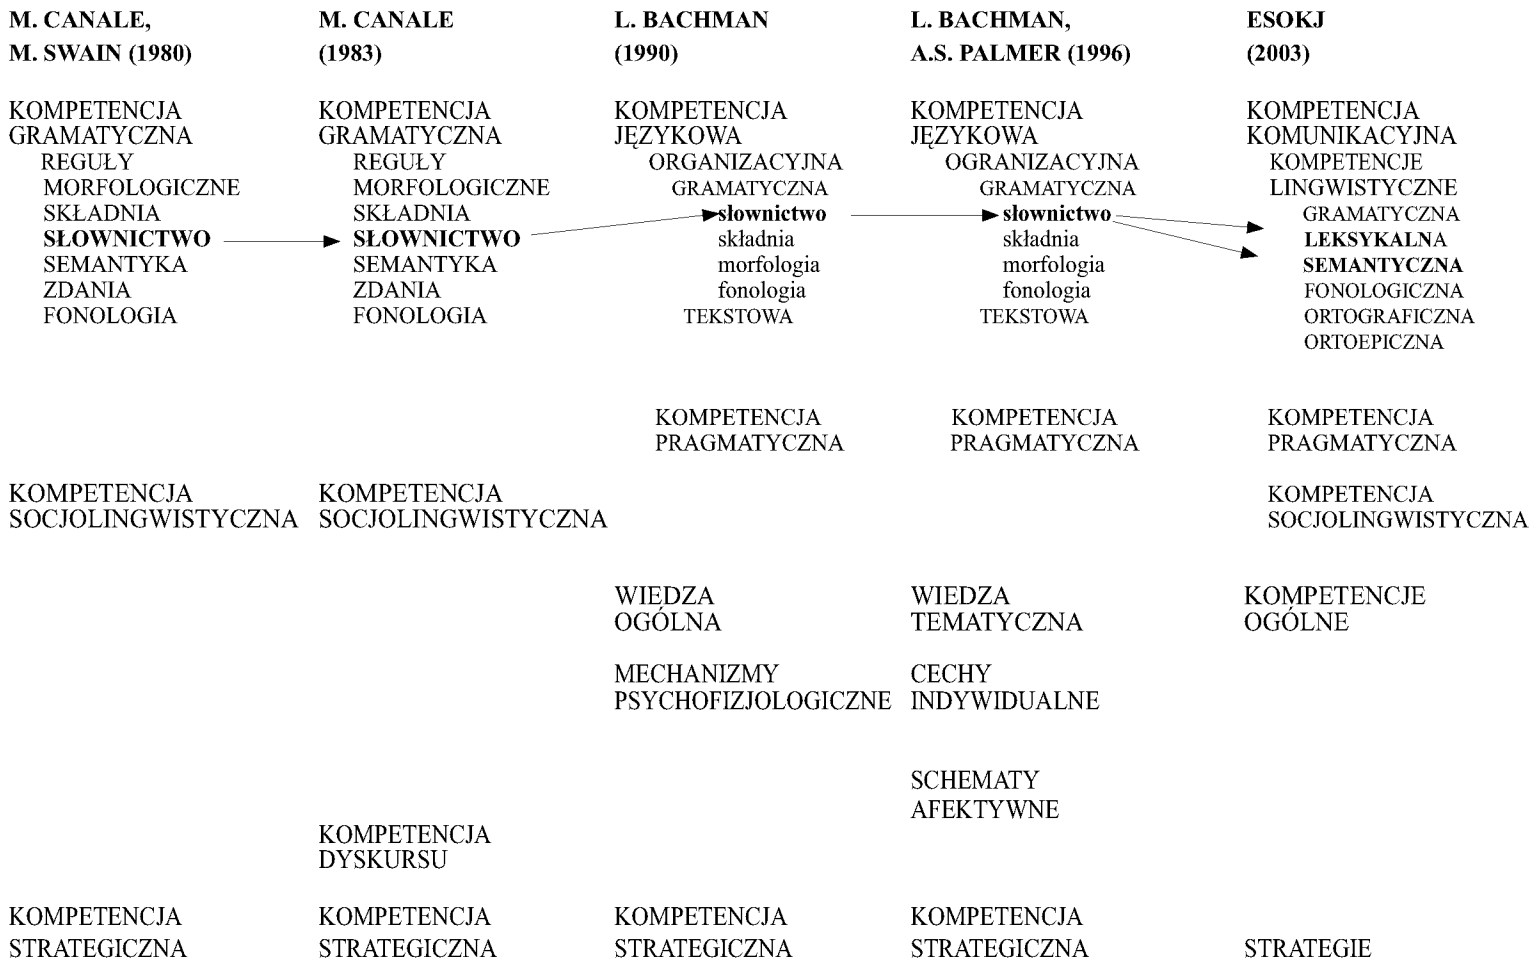 M. CANALE,
M. SWAIN (1980)
KOMPETENCJA
GRAMATYCZNA
REGUŁY
MORFOLOGICZNE
SKŁADNIA
SŁOWNICTWO
SEMANTYKA
ZDANIA
FONOLOGIA
KOMPETENCJA
SOCJOLINGWISTYCZNA
KOMPETENCJA
STRATEGICZNA
M. CANALE
(1983)
KOMPETENCJA
GRAMATYCZNA
REGUŁY
MORFOLOGICZNE
SKŁADNIA
SŁOWNICTWO
SEMANTYKA
ZDANIA
FONOLOGIA
KOMPETENCJA
SOCJOLINGWISTYCZNA
KOMPETENCJA
DYSKURSU
KOMPETENCJA
STRATEGICZNA
L. BACHMAN
(1990)
KOMPETENCJA
JĘZYKOWA
ORGANIZACYJNA
GRAMATYCZNA
słownictwo
składnia
morfologia
fonologia
TEKSTOWA
KOMPETENCJA
PRAGMATYCZNA
WIEDZA
OGÓLNA
MECHANIZMY
PSYCHOFIZJOLOGICZNE
KOMPETENCJA
STRATEGICZNA
L. BACHMAN,
A.S. PALMER (1996)
KOMPETENCJA
JĘZYKOWA
OGRANIZACYJNA
GRAMATYCZNA
słownictwo
składnia
morfologia
fonologia
TEKSTOWA
KOMPETENCJA
PRAGMATYCZNA
WIEDZA
TEMATYCZNA
CECHY
INDYWIDUALNE
SCHEMATY
AFEKTYWNE
KOMPETENCJA
STRATEGICZNA
ESOKJ
(2003)
KOMPETENCJA
KOMUNIKACYJNA
KOMPETENCJE
LINGWISTYCZNE
GRAMATYCZNA
LEKSYKALNA
SEMANTYCZNA
FONOLOGICZNA
ORTOGRAFICZNA
ORTOEPICZNA
KOMPETENCJA
PRAGMATYCZNA
KOMPETENCJA
SOCJOLINGWISTYCZNA
KOMPETENCJE
OGÓLNE
STRATEGIE